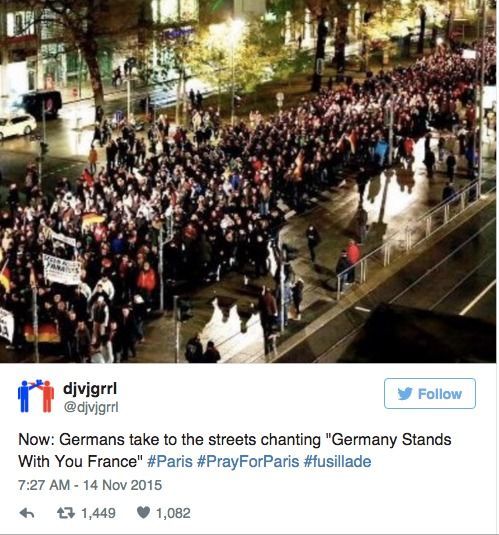 djvjgrrl
@djvjgrrl
Follow
Now: Germans take to the streets chanting "Germany Stands
With You France" #Paris #PrayForParis #fusillade
7:27 AM - 14 Nov 2015
1,449 1,082